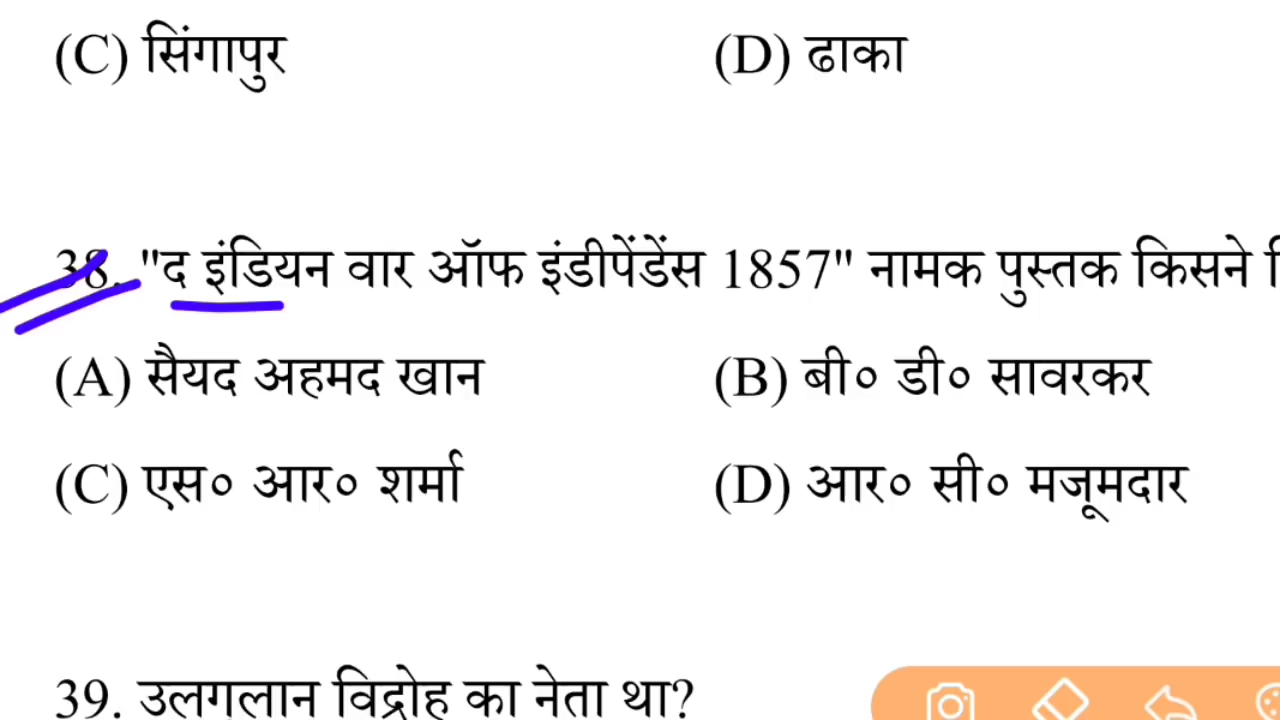 (C) सिंगापुर (D) ढाका
38. "द इंडियन वार ऑफ इंडीपेंडेंस 1857" नामक पुस्तक किसने
(A) सैयद अहमद खान (B) बी० डी० सावरकर
(C) एस० आर० शर्मा (D) आर० सी० मजूमदार
39. उलगुलान विद्रोह का नेता था?